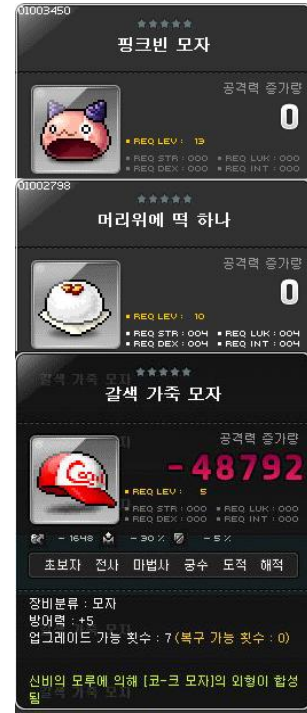 01003450
핑크빈 모자
공격력 증가량
0
REQ LEV : 13
REQ STR : 000 REQ LUK : 000
REQ DEX : 000 REQ INT : 000
01002798
머리위에 떡 하나
공격력 증가량
0
REQ LEV : 10
REQ STR : 004 REQ LUK : 004
REQ DEX : 004 REQ INT : 004
갈색 가죽 모자
공격력 증가량
-48792
REQ LEV : 5
REQ STR : 000 REQ LUK : 000
REQ DEX : 000 REQ INT : 000
-1648 -30% -5%
초보자 전사 마법사 궁수 도적 해적
장비분류 : 모자
방어력 : +5
업그레이드 가능 횟수 : 7 (복구 가능 횟수 : 0)
신비의 모루에 의해 [코-크 모자]의 외형이 합성
됨